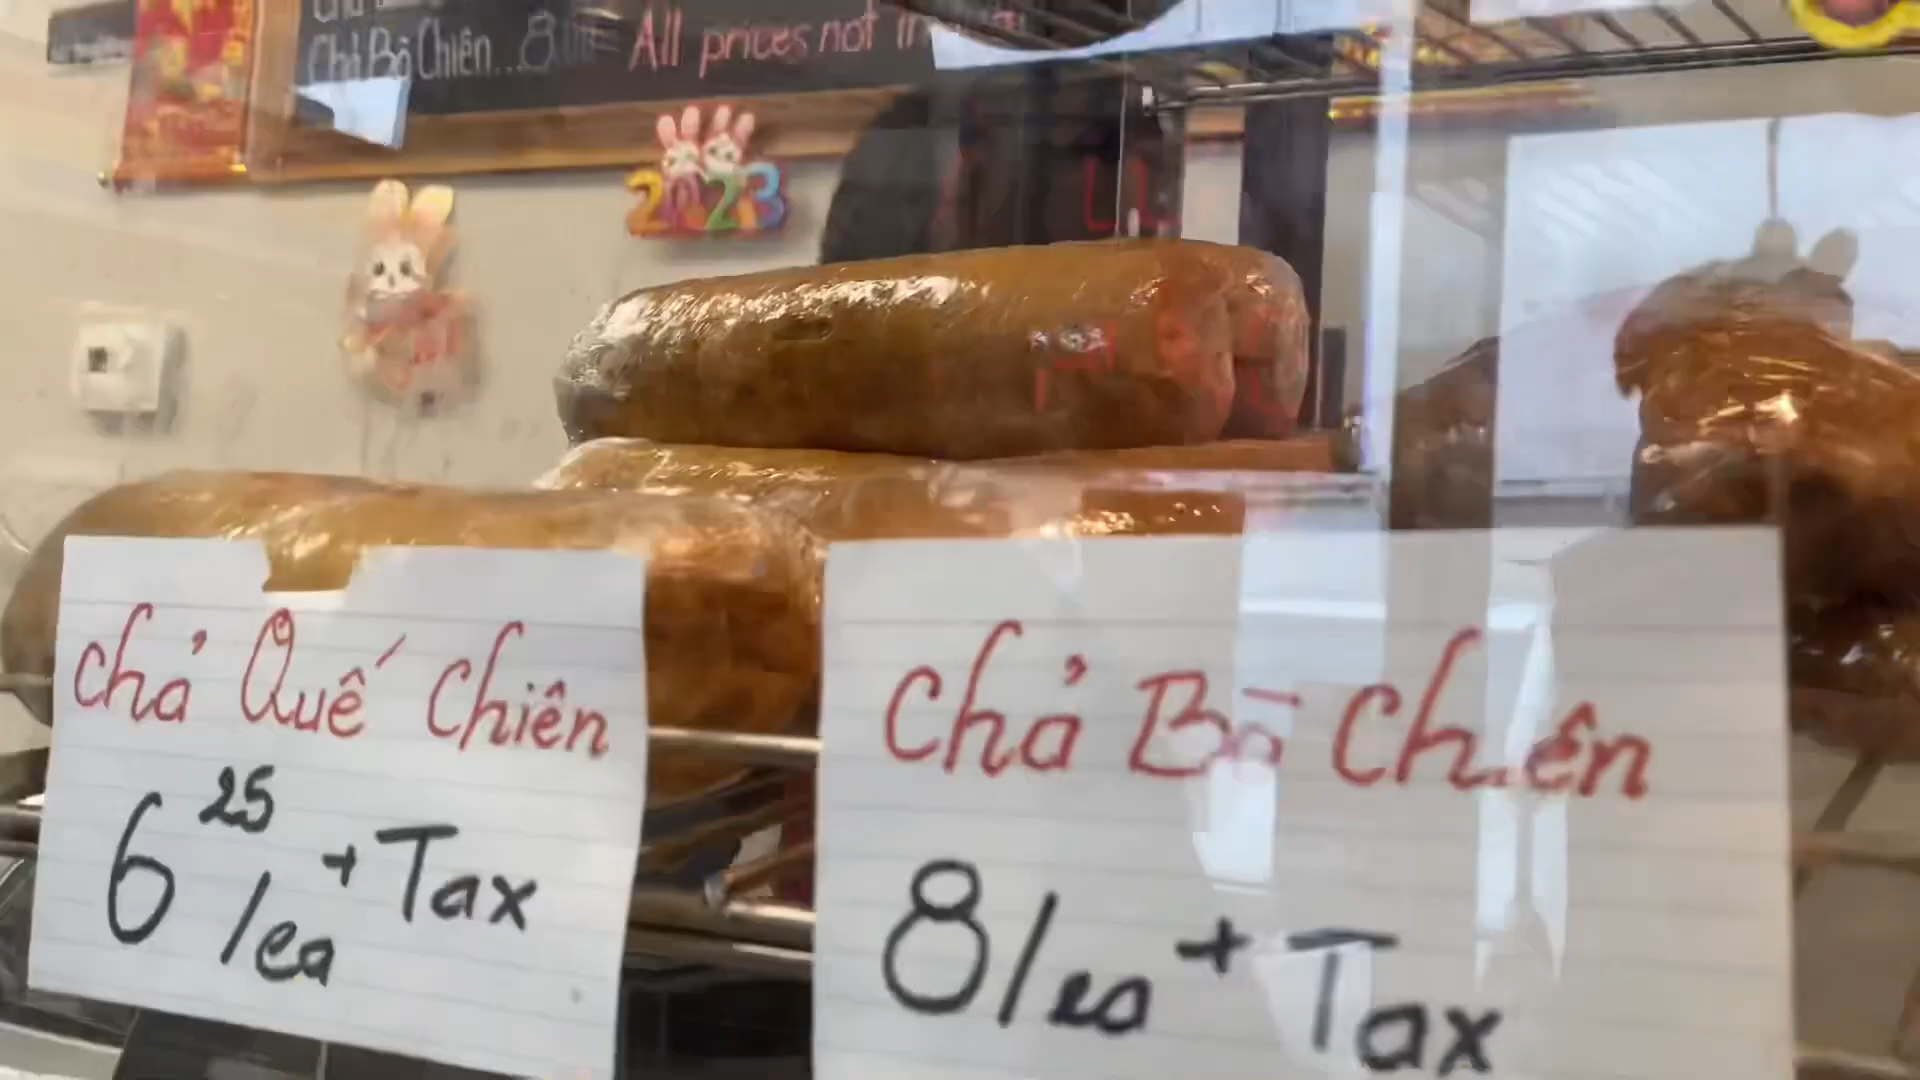 Chả Bò Chiên...8.00
All prices not
2023
Chả Quế Chiên
6 25 /ea + Tax
Chả Bò Chiên
8/ea + Tax